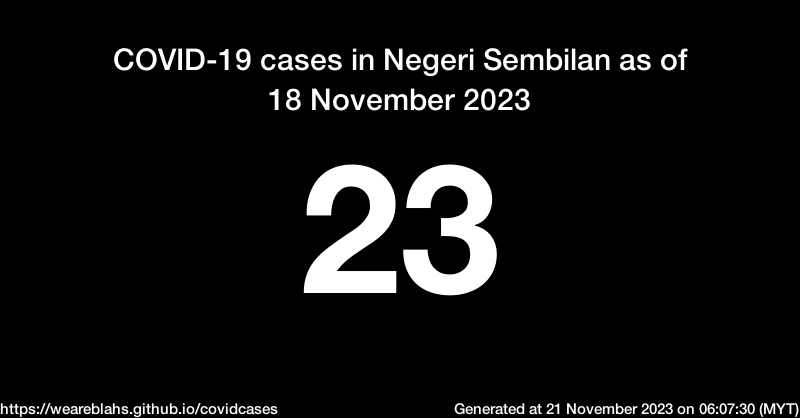 COVID-19 cases in Negeri Sembilan as of
18 November 2023
23
https://weareblahs.github.io/covidcases
Generated at 21 November 2023 on 06:07:30 (MYT)